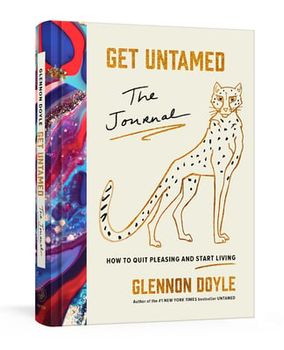 GET UNTAMED
The
Journal
HOW TO QUIT PLEASING AND START LIVING
GLENNON DOYLE
Author of the #1 NEW YORK TIMES bestseller UNTAMED
GLENNON DOYLE
GET UNTAMED
The Journal